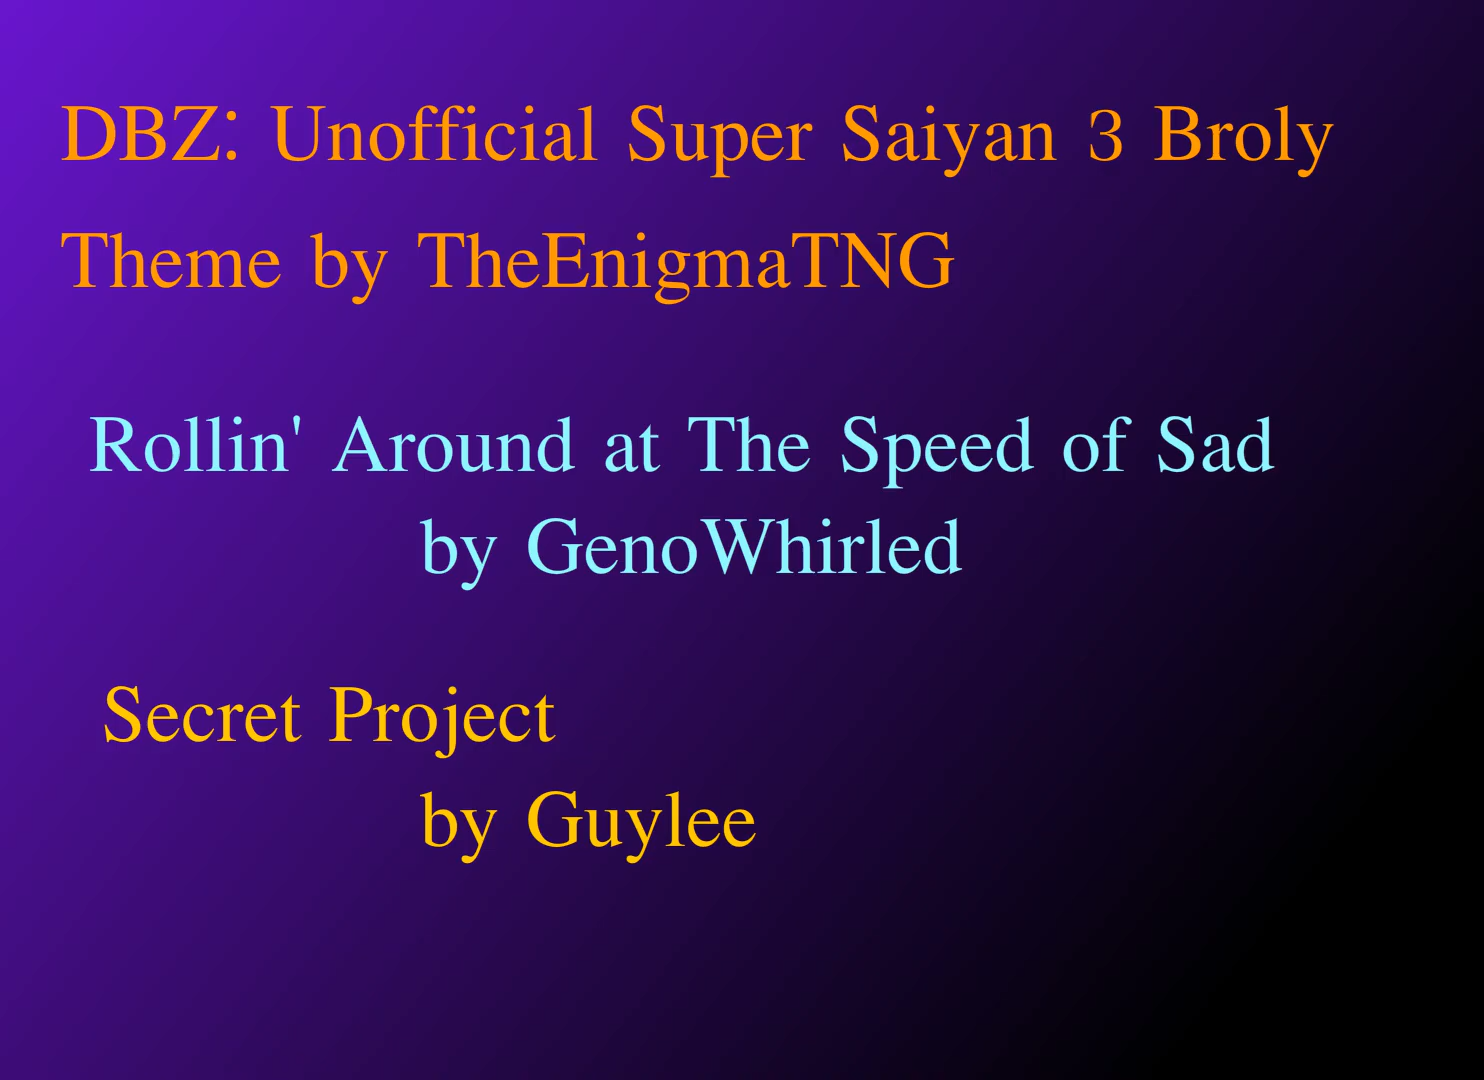 DBZ: Unofficial Super Saiyan 3 Broly
Theme by TheEnigmaTNG
Rollin' Around at The Speed of Sad
by GenoWhirled
Secret Project
by Guylee